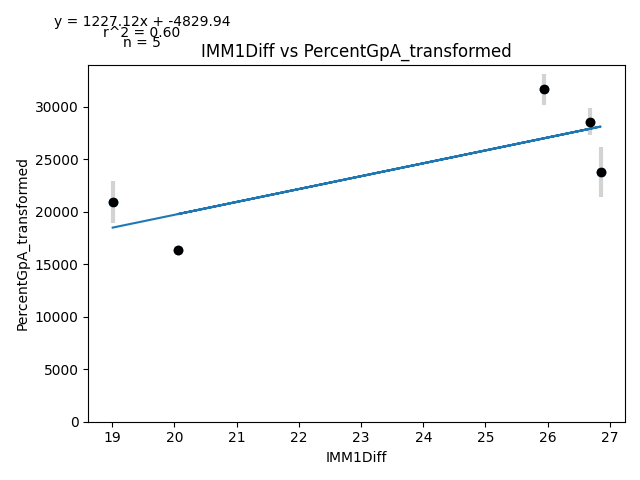 y = 1227.12x + -4829.94
r^2 = 0.60
n = 5
IMM1Diff vs PercentGpA_transformed
PercentGpA_transformed
30000
25000
20000
15000
10000
5000
0
19 20 21 22 23 24 25 26 27
IMM1Diff